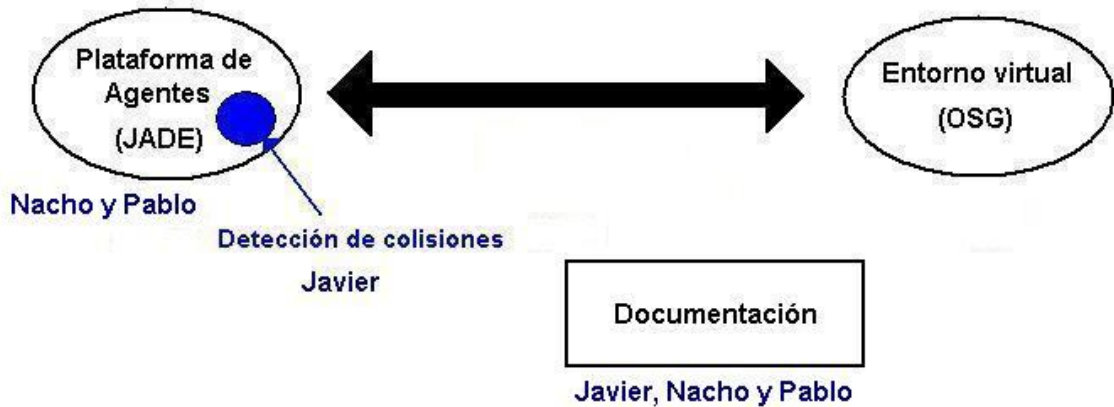 Plataforma de
Agentes
(JADE)
Entorno virtual
(OSG)
Nacho y Pablo
Detección de colisiones
Javier
Documentación
Javier, Nacho y Pablo